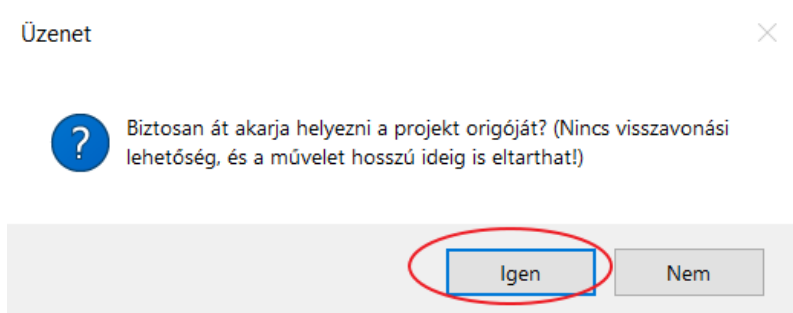 Üzenet
Biztosan át akarja helyezni a projekt origóját? (Nincs visszavonási
lehetőség, és a művelet hosszú ideig is eltarthat!)
Igen Nem